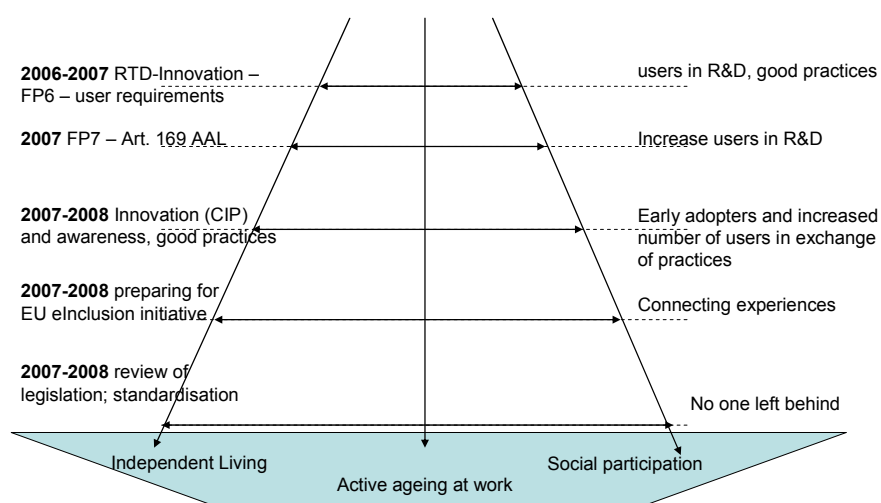 2006-2007 RTD-Innovation –
FP6 – user requirements
users in R&D, good practices
2007 FP7 – Art. 169 AAL
Increase users in R&D
2007-2008 Innovation (CIP)
and awareness, good practices
Early adopters and increased
number of users in exchange
of practices
2007-2008 preparing for
EU eInclusion initiative
Connecting experiences
2007-2008 review of
legislation; standardisation
No one left behind
Independent Living
Active ageing at work
Social participation